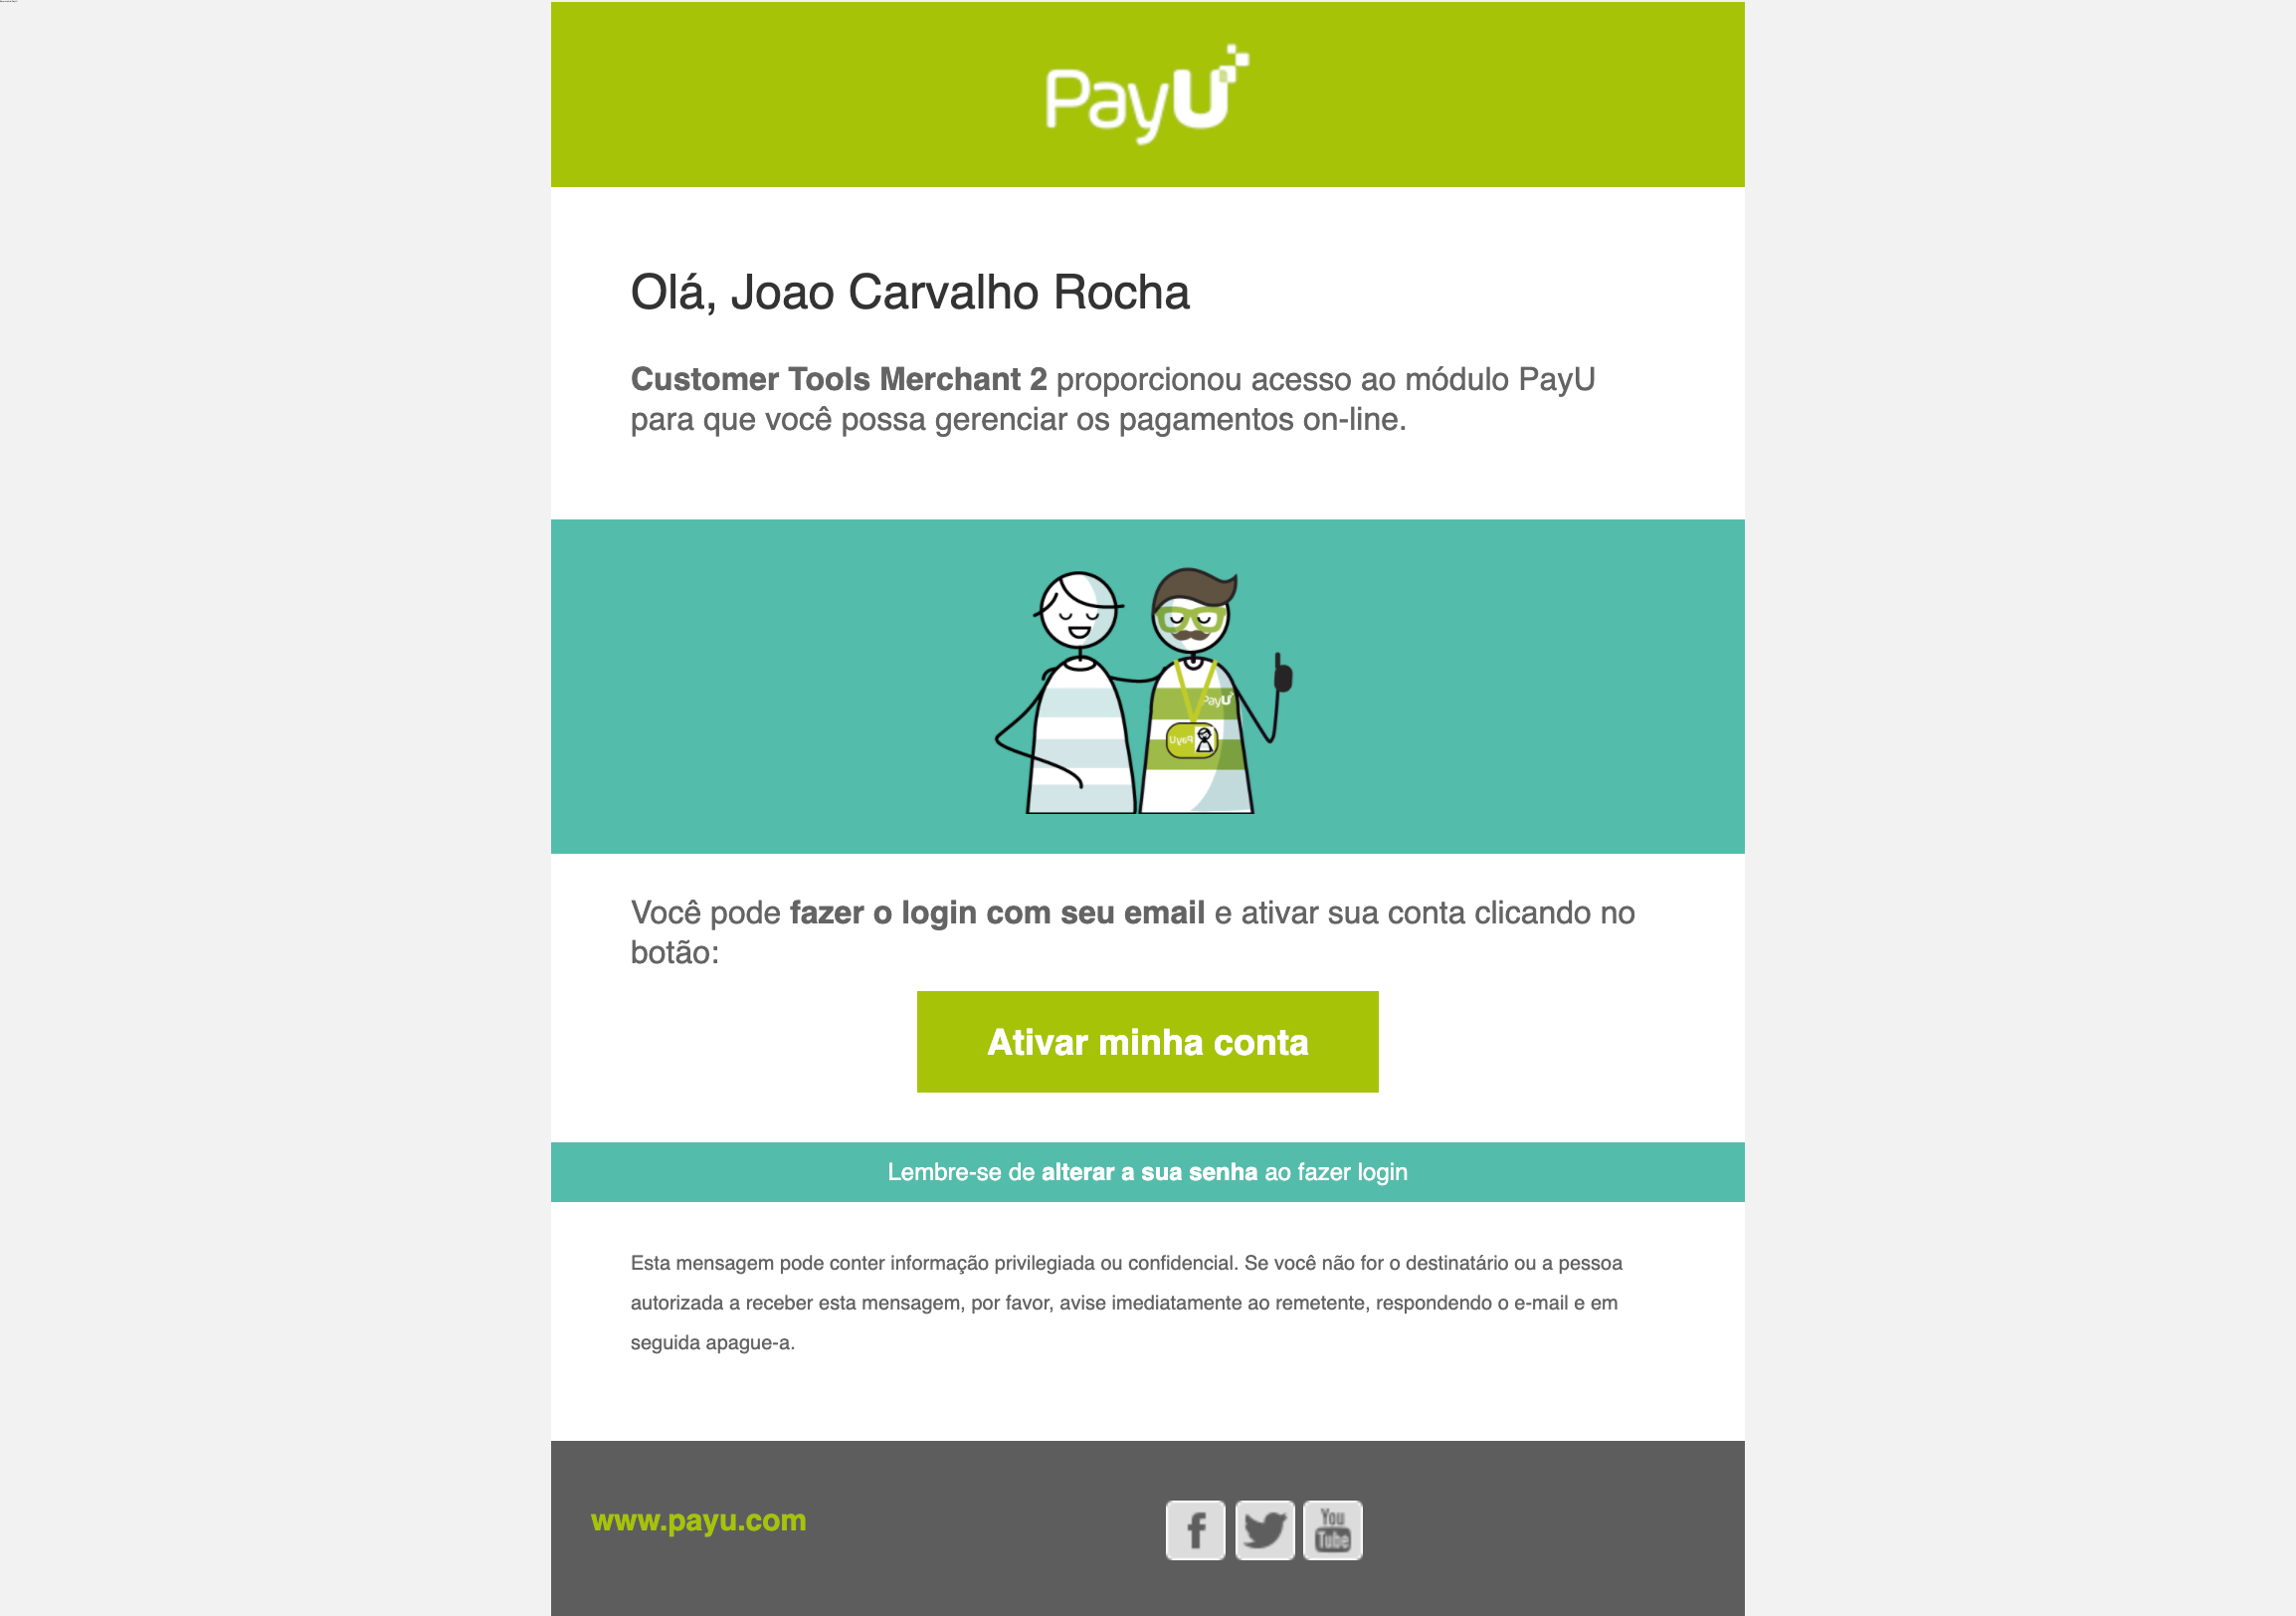 PayU
Olá, Joao Carvalho Rocha
Customer Tools Merchant 2 proporcionou acesso ao módulo PayU
para que você possa gerenciar os pagamentos on-line.
PayU
PayU
Você pode fazer o login com seu email e ativar sua conta clicando no
botão:
Ativar minha conta
Lembre-se de alterar a sua senha ao fazer login
Esta mensagem pode conter informação privilegiada ou confidencial. Se você não for o destinatário ou a pessoa
autorizada a receber esta mensagem, por favor, avise imediatamente ao remetente, respondendo o e-mail e em
seguida apague-a.
www.payu.com
f
You
Tube